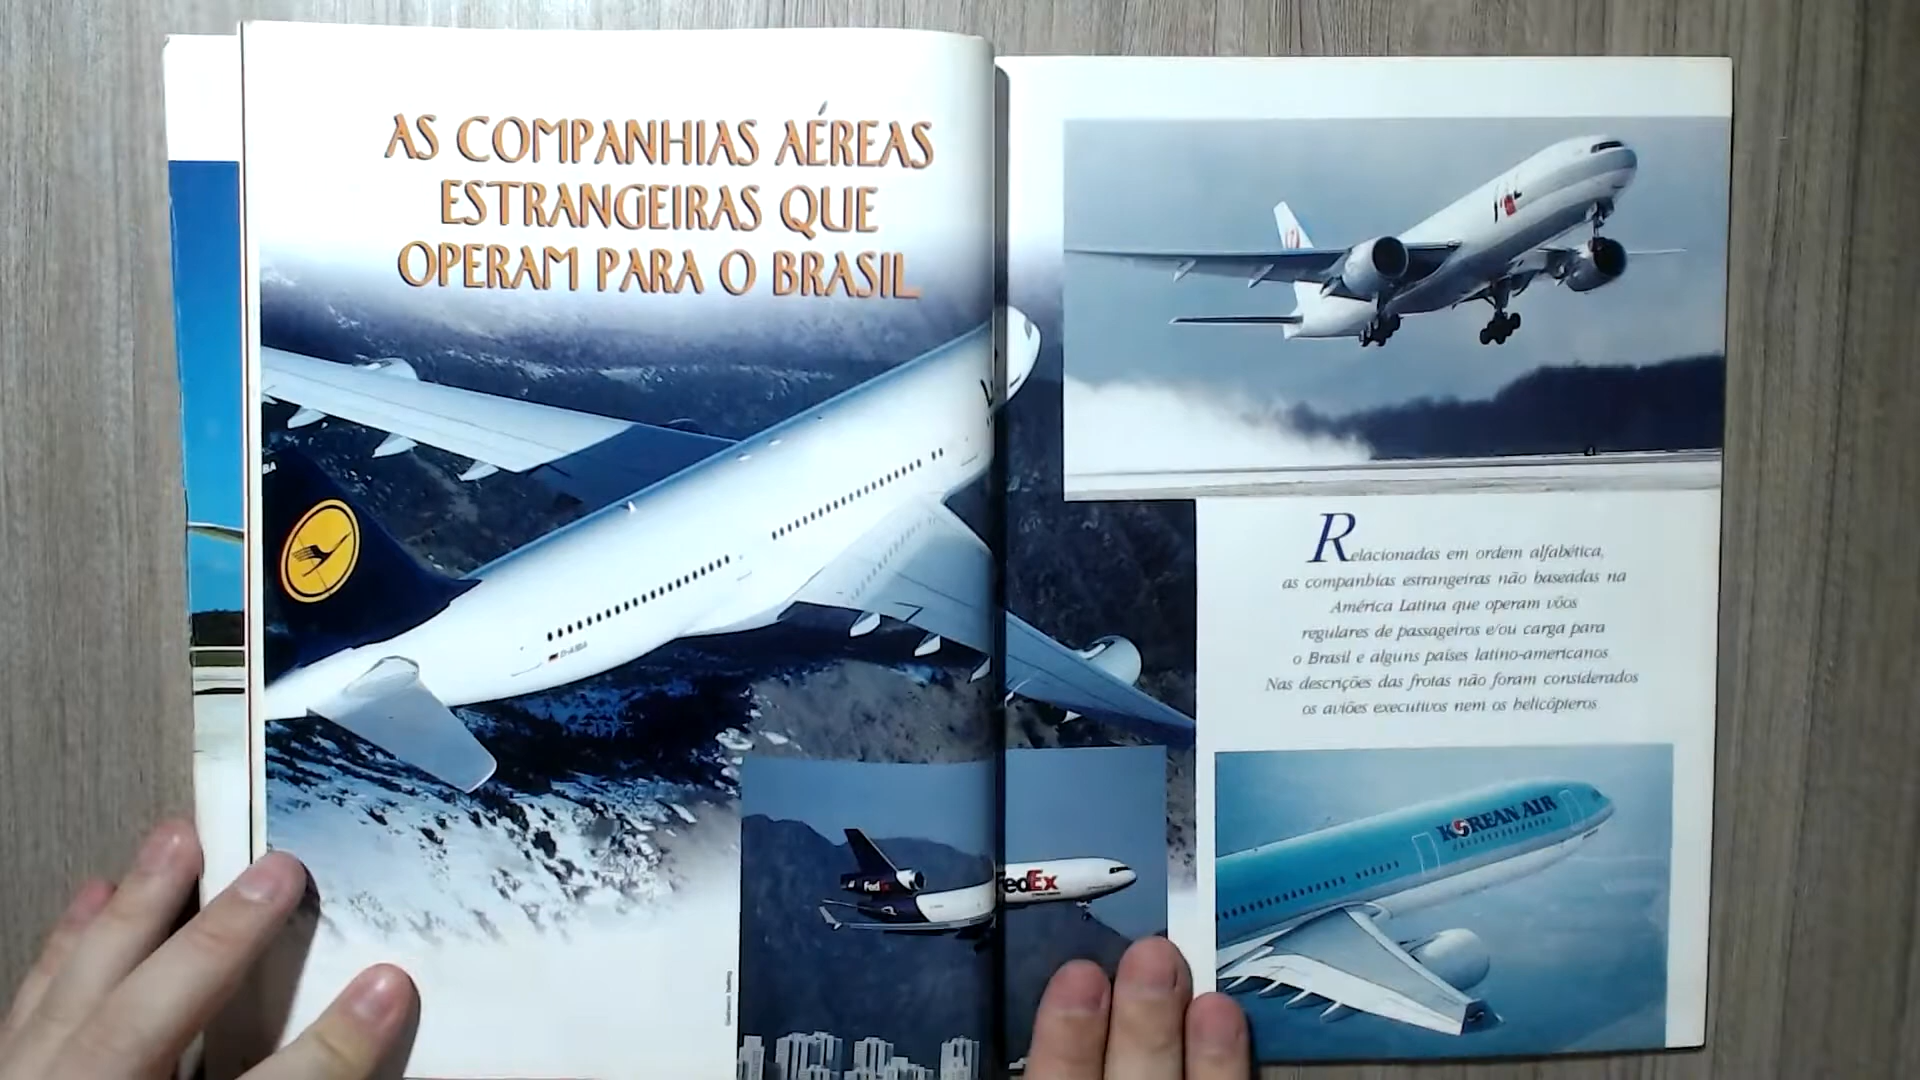 AS COMPANHIAS AÉREAS
ESTRANGEIRAS QUE
OPERAM PARA O BRASIL
JAL
Relacionadas em ordem alfabética,
as companhias estrangeiras não baseadas na
América Latina que operam vôos
regulares de passageiros e/ou carga para
o Brasil e alguns países latino-americanos
Nas descrições das frotas não foram considerados
os aviões executivos nem os helicópteros
FedEx
FedEx
KOREAN AIR